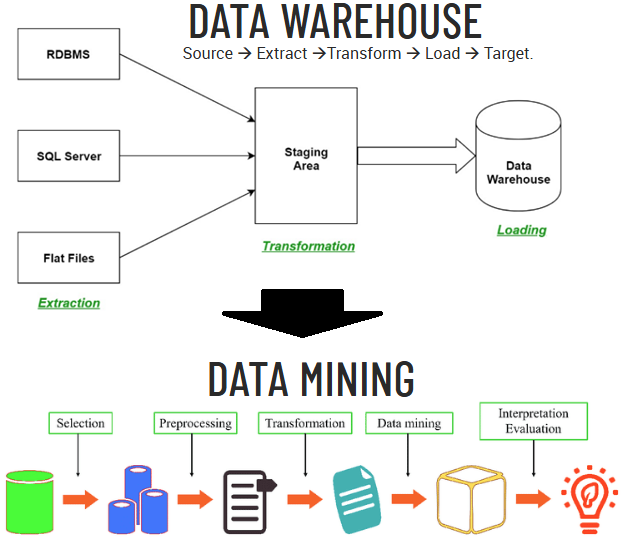 DATA WAREHOUSE
Source → Extract →Transform → Load → Target.
RDBMS
SQL Server
Flat Files
Extraction
Staging
Area
Transformation
Data
Warehouse
Loading
DATA MINING
Selection
Preprocessing
Transformation
Data mining
Interpretation
Evaluation